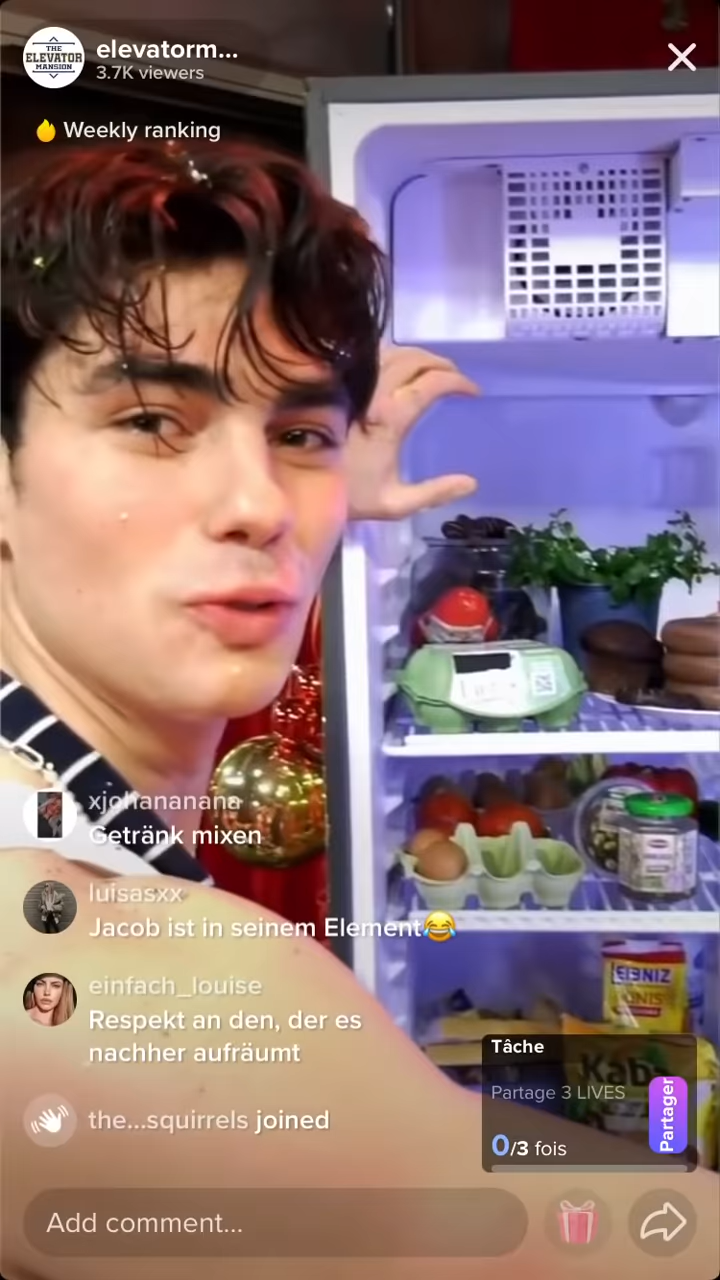 THE
ELEVATOR
MANSION
elevatorm...
3.7K viewers
🔥 Weekly ranking
xjohananana
Getränk mixen
luisasxx
Jacob ist in seinem Element😂
einfach_louise
Respekt an den, der es
nachher aufräumt
the...squirrels joined
LEIBNIZ
Kaba
Tâche
Partage 3 LIVES
0/3 fois
Partager
Add comment...